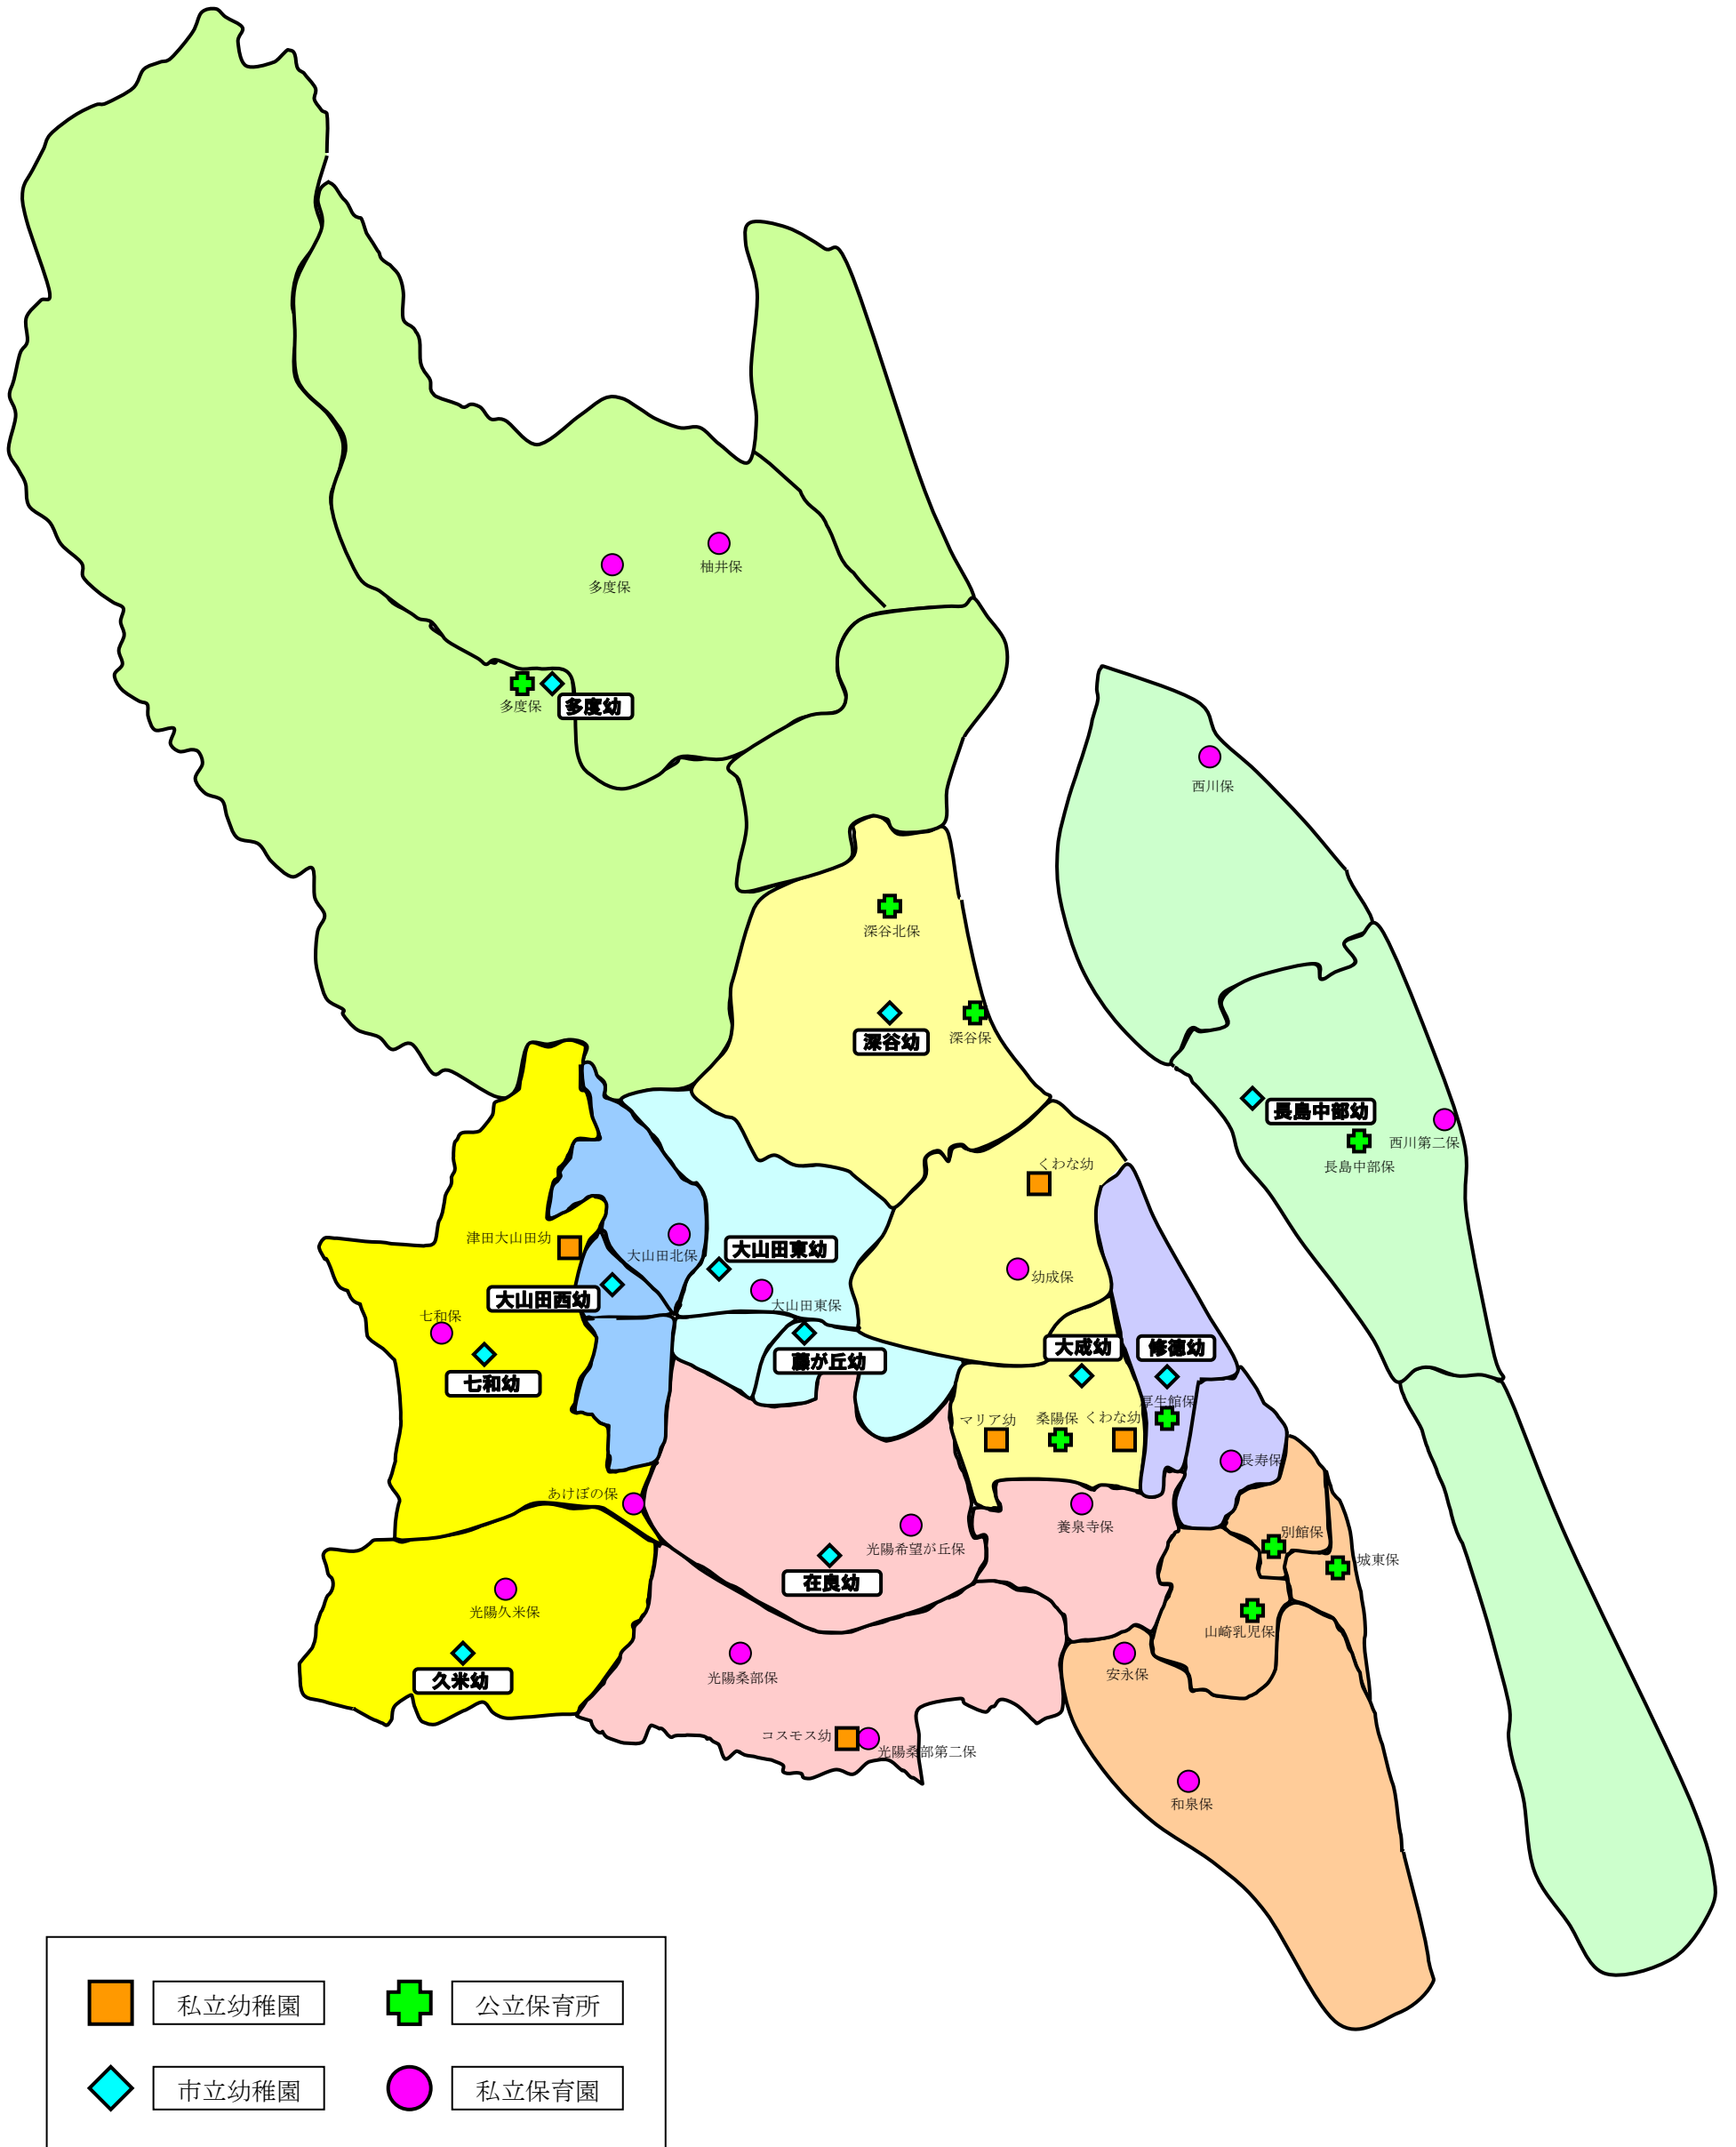 柚井保
多度保
多度保
多度幼
西川保
深谷北保
深谷幼
深谷保
長島中部幼
西川第二保
長島中部保
くわな幼
津田大山田幼
大山田北保
大山田東幼
幼成保
大山田西幼
大山田東保
七和保
藤が丘幼
大成幼
修徳幼
七和幼
厚生館保
マリア幼
桑陽保
くわな幼
長寿保
あけぼの保
養泉寺保
光陽希望が丘保
別館保
城東保
在良幼
光陽久米保
山崎乳児保
久米幼
光陽桑部保
安永保
コスモス幼
光陽桑部第二保
和泉保
私立幼稚園
公立保育所
市立幼稚園
私立保育園